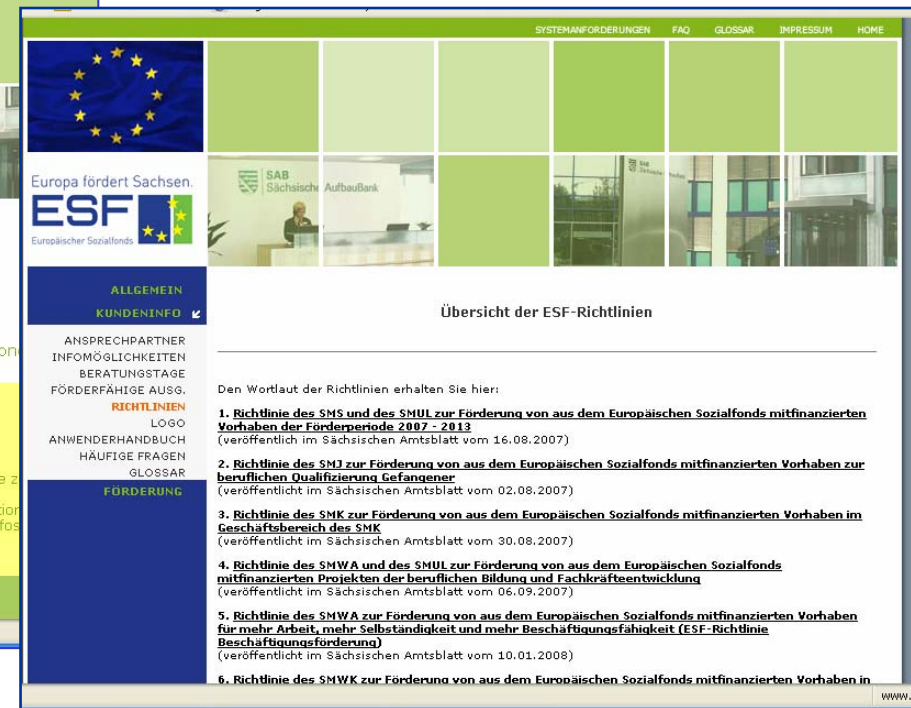 SYSTEMANFORDERUNGEN FAQ GLOSSAR IMPRESSUM HOME
Europa fördert Sachsen.
ESF
Europäischer Sozialfonds
SAB
Sächsische AufbauBank
SAB
ALLGEMEIN
KUNDENINFO
ANSPRECHPARTNER
INFOMÖGLICHKEITEN
BERATUNGSTAGE
FÖRDERFÄHIGE AUSG.
RICHTLINIEN
LOGO
ANWENDERHANDBUCH
HÄUFIGE FRAGEN
GLOSSAR
FÖRDERUNG
Übersicht der ESF-Richtlinien
Den Wortlaut der Richtlinien erhalten Sie hier:
1. Richtlinie des SMS und des SMUL zur Förderung von aus dem Europäischen Sozialfonds mitfinanzierten
Vorhaben der Förderperiode 2007 - 2013
(veröffentlich im Sächsischen Amtsblatt vom 16.08.2007)
2. Richtlinie des SMJ zur Förderung von aus dem Europäischen Sozialfonds mitfinanzierten Vorhaben zur
beruflichen Qualifizierung Gefangener
(veröffentlicht im Sächsischen Amtsblatt vom 02.08.2007)
3. Richtlinie des SMK zur Förderung von aus dem Europäischen Sozialfonds mitfinanzierten Vorhaben im
Geschäftsbereich des SMK
(veröffentlicht im Sächsischen Amtsblatt vom 30.08.2007)
4. Richtlinie des SMWA und des SMUL zur Förderung von aus dem Europäischen Sozialfonds
mitfinanzierten Projekten der beruflichen Bildung und Fachkräfteentwicklung
(veröffentlicht im Sächsischen Amtsblatt vom 06.09.2007)
5. Richtlinie des SMWA zur Förderung von aus dem Europäischen Sozialfonds mitfinanzierten Vorhaben
für mehr Arbeit, mehr Selbständigkeit und mehr Beschäftigungsfähigkeit (ESF-Richtlinie
Beschäftigungsförderung)
(veröffentlicht im Sächsischen Amtsblatt vom 10.01.2008)
6. Richtlinie des SMWK zur Förderung von aus dem Europäischen Sozialfonds mitfinanzierten Vorhaben in
www.